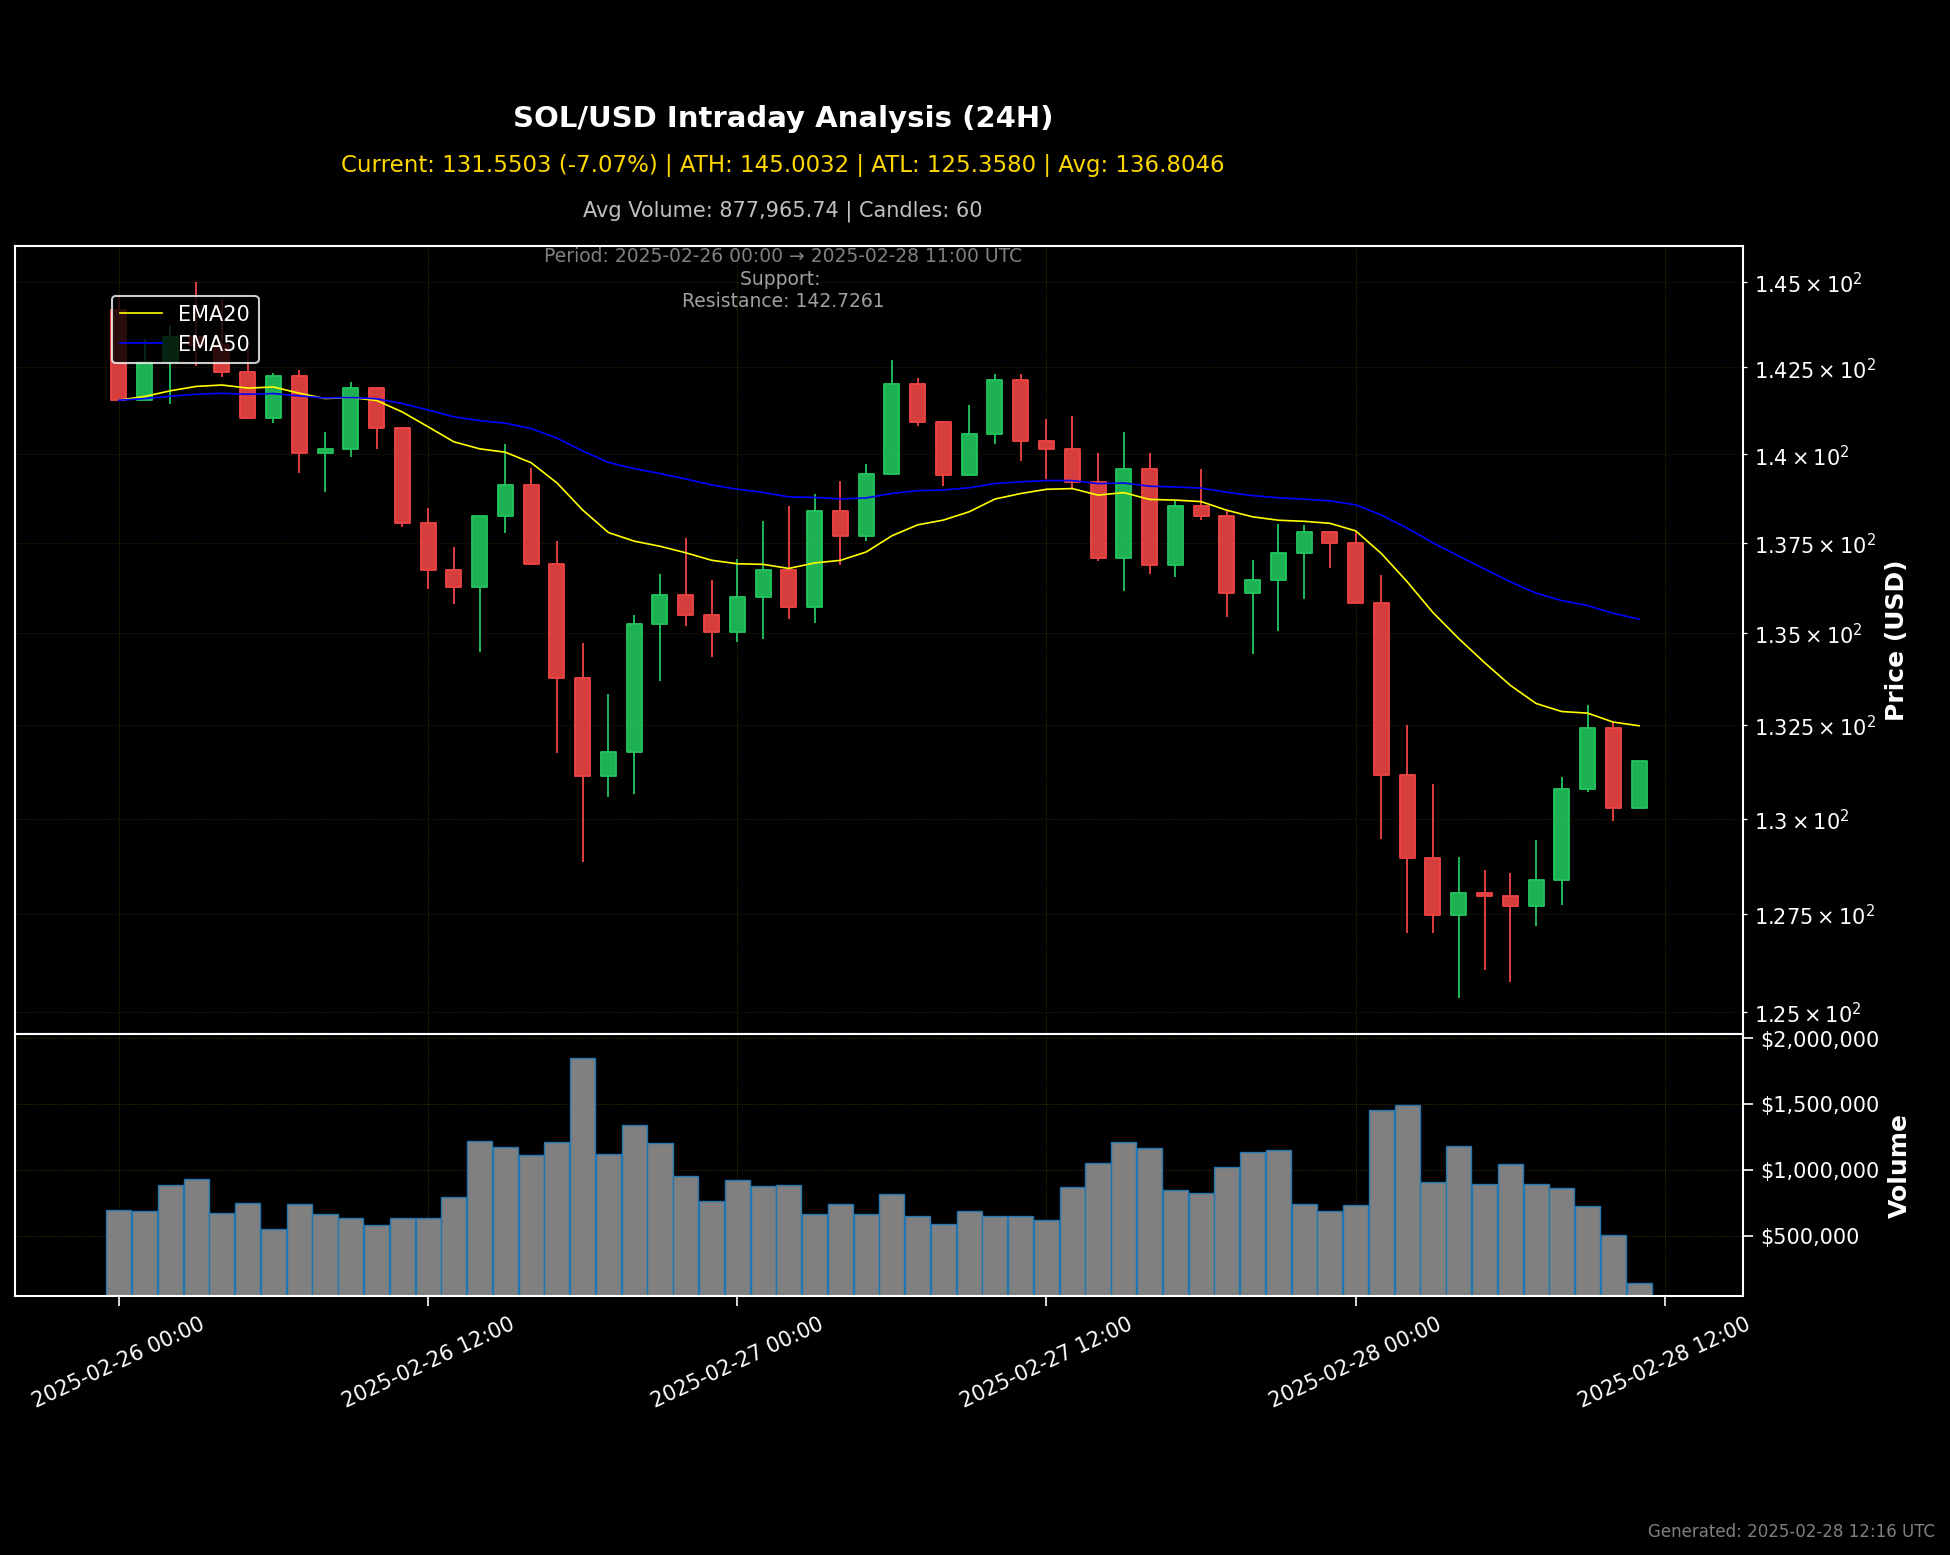 SOL/USD Intraday Analysis (24H)
Current: 131.5503 (-7.07%) | ATH: 145.0032 | ATL: 125.3580 | Avg: 136.8046
Avg Volume: 877,965.74 | Candles: 60
Period: 2025-02-26 00:00 → 2025-02-28 11:00 UTC
Support:
Resistance: 142.7261
EMA20
EMA50
1.45 × 10²
1.425 × 10²
1.4 × 10²
1.375 × 10²
1.35 × 10²
1.325 × 10²
1.3 × 10²
1.275 × 10²
1.25 × 10²
Price (USD)
$2,000,000
$1,500,000
$1,000,000
$500,000
Volume
2025-02-26 00:00
2025-02-26 12:00
2025-02-27 00:00
2025-02-27 12:00
2025-02-28 00:00
2025-02-28 12:00
Generated: 2025-02-28 12:16 UTC